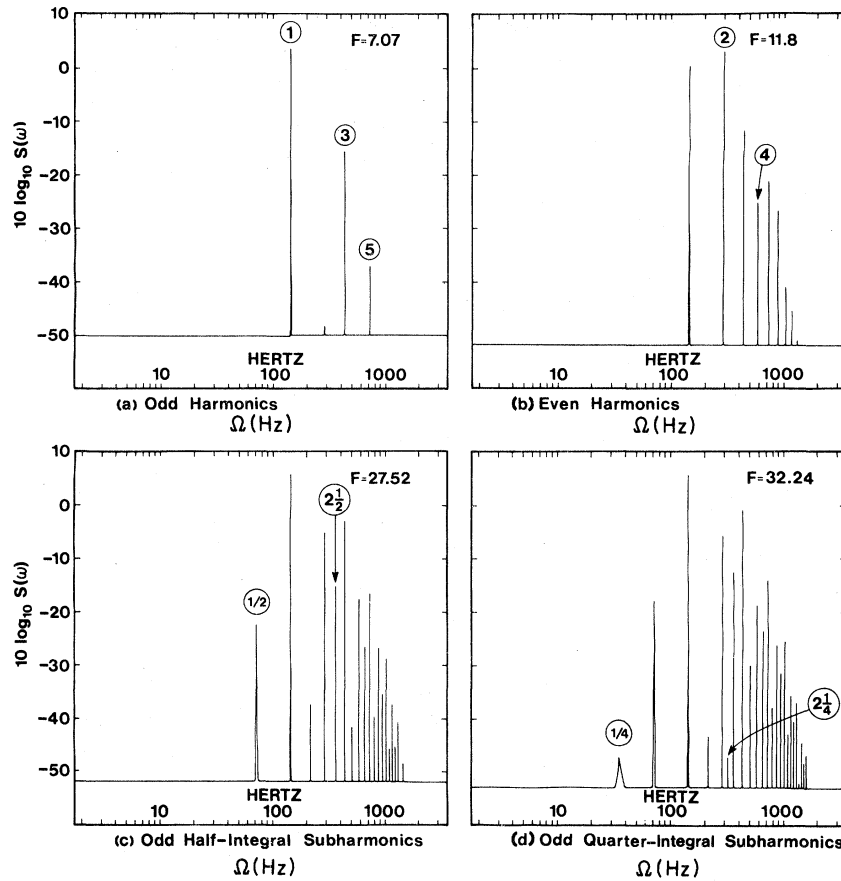 10
0
-10
-20
-30
-40
-50
10 log₁₀ S(ω)
F=7.07
1
3
5
HERTZ
10 100 1000
(a) Odd Harmonics
Ω(Hz)
F=11.8
2
4
HERTZ
10 100 1000
(b) Even Harmonics
Ω(Hz)
10
0
-10
-20
-30
-40
-50
10 log₁₀ S(ω)
F=27.52
2½
1/2
HERTZ
10 100 1000
(c) Odd Half-Integral Subharmonics
Ω(Hz)
F=32.24
2¼
1/4
HERTZ
10 100 1000
(d) Odd Quarter-Integral Subharmonics
Ω(Hz)